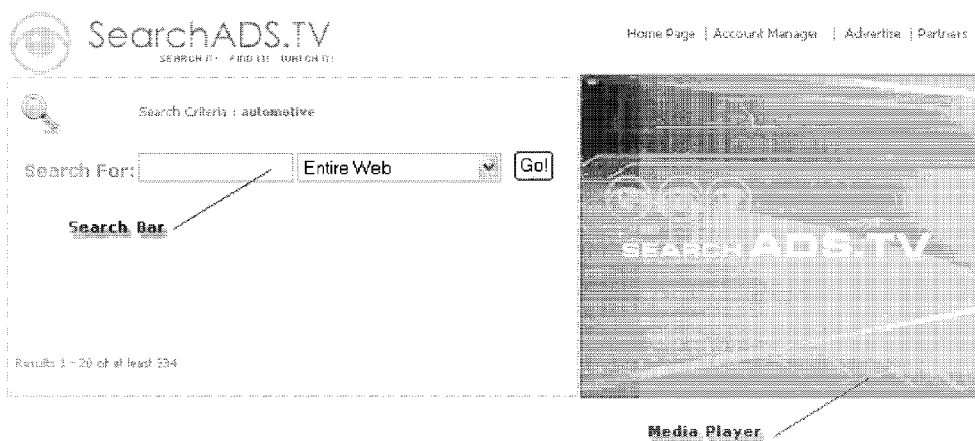 SearchADS.TV
SEARCH IT! FIND IT! WATCH IT!
Home Page | Account Manager | Advertise | Partners
Search Criteria : automotive
Search For:
Entire Web
Go!
Search Bar
SEARCH ADS.TV
Results 1 - 20 of at least 334
Media Player